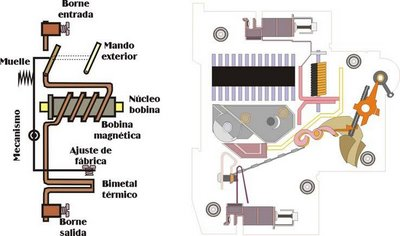 Borne
entrada
Mando
exterior
Muelle
Núcleo
bobina
Bobina
magnética
Mecanismo
Ajuste de
fábrica
Bimetal
térmico
Borne
salida